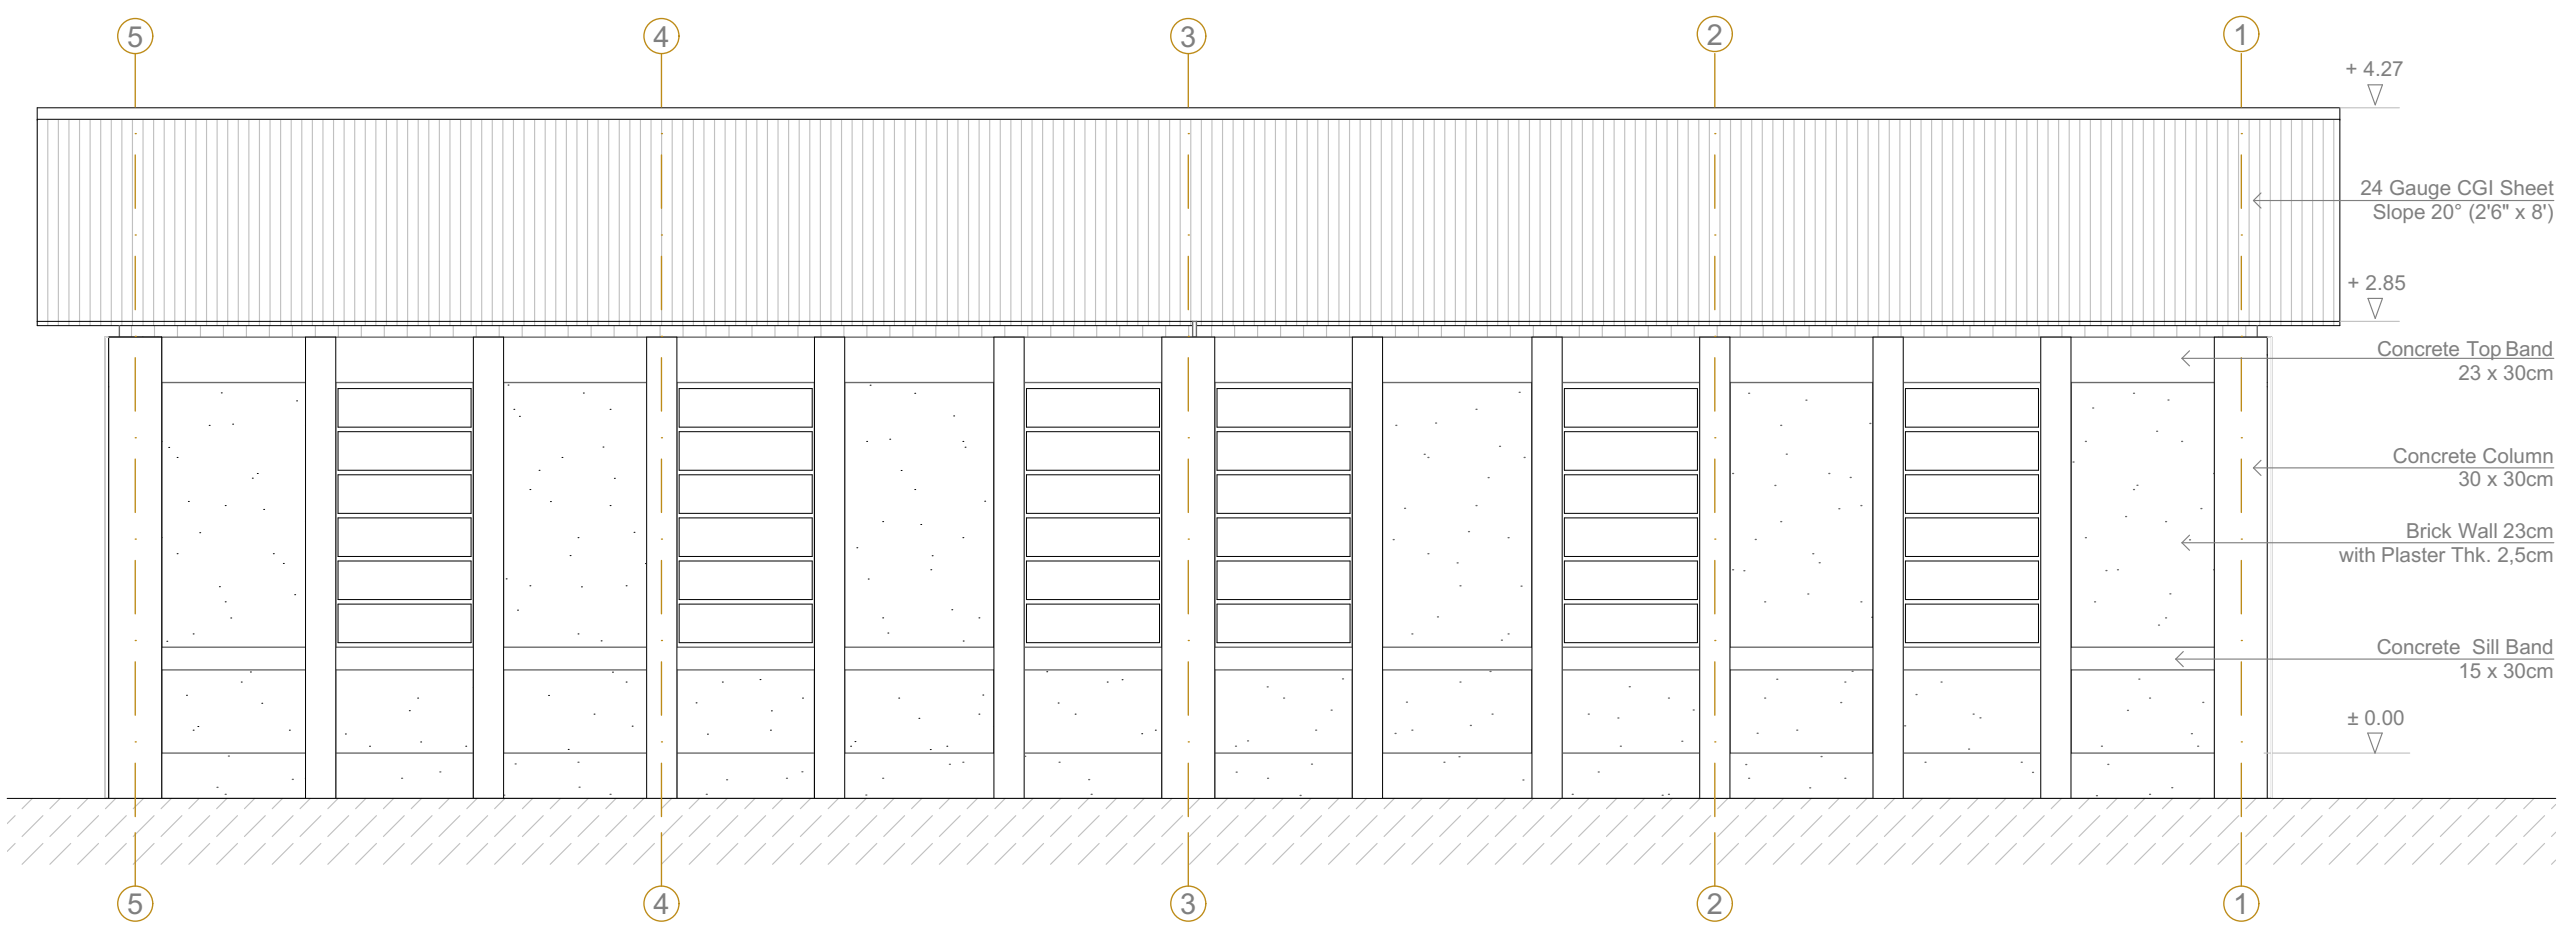 5 4 3 2 1
+ 4.27
24 Gauge CGI Sheet
Slope 20° (2'6" x 8')
+ 2.85
Concrete Top Band
23 x 30cm
Concrete Column
30 x 30cm
Brick Wall 23cm
with Plaster Thk. 2,5cm
Concrete Sill Band
15 x 30cm
± 0.00
5 4 3 2 1